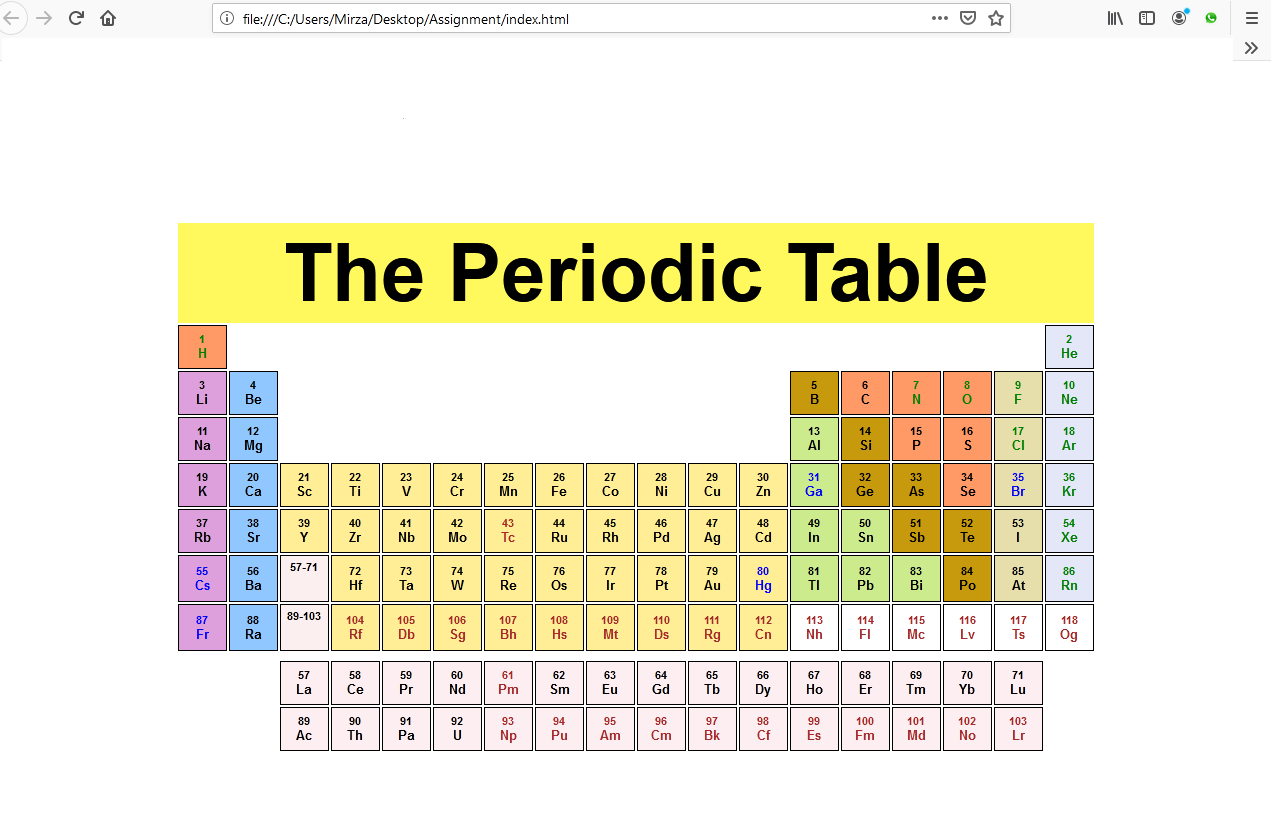 file:///C:/Users/Mirza/Desktop/Assignment/index.html
The Periodic Table
1 2
H He
3 4 5 6 7 8 9 10
Li Be B C N O F Ne
11 12 13 14 15 16 17 18
Na Mg Al Si P S Cl Ar
19 20 21 22 23 24 25 26 27 28 29 30 31 32 33 34 35 36
K Ca Sc Ti V Cr Mn Fe Co Ni Cu Zn Ga Ge As Se Br Kr
37 38 39 40 41 42 43 44 45 46 47 48 49 50 51 52 53 54
Rb Sr Y Zr Nb Mo Tc Ru Rh Pd Ag Cd In Sn Sb Te I Xe
55 56 57-71 72 73 74 75 76 77 78 79 80 81 82 83 84 85 86
Cs Ba Hf Ta W Re Os Ir Pt Au Hg Tl Pb Bi Po At Rn
87 88 89-103 104 105 106 107 108 109 110 111 112 113 114 115 116 117 118
Fr Ra Rf Db Sg Bh Hs Mt Ds Rg Cn Nh Fl Mc Lv Ts Og
57 58 59 60 61 62 63 64 65 66 67 68 69 70 71
La Ce Pr Nd Pm Sm Eu Gd Tb Dy Ho Er Tm Yb Lu
89 90 91 92 93 94 95 96 97 98 99 100 101 102 103
Ac Th Pa U Np Pu Am Cm Bk Cf Es Fm Md No Lr